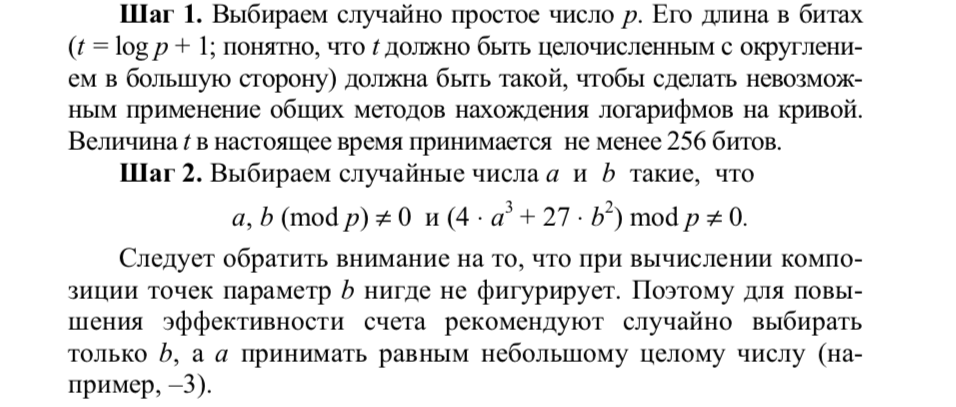 Шаг 1. Выбираем случайно простое число p. Его длина в битах
(t = log p + 1; понятно, что t должно быть целочисленным с округлени-
ем в большую сторону) должна быть такой, чтобы сделать невозмож-
ным применение общих методов нахождения логарифмов на кривой.
Величина t в настоящее время принимается не менее 256 битов.
Шаг 2. Выбираем случайные числа a и b такие, что
a, b (mod p) ≠ 0 и (4 · a³ + 27 · b²) mod p ≠ 0.
Следует обратить внимание на то, что при вычислении компо-
зиции точек параметр b нигде не фигурирует. Поэтому для повы-
шения эффективности счета рекомендуют случайно выбирать
только b, а a принимать равным небольшому целому числу (на-
пример, –3).